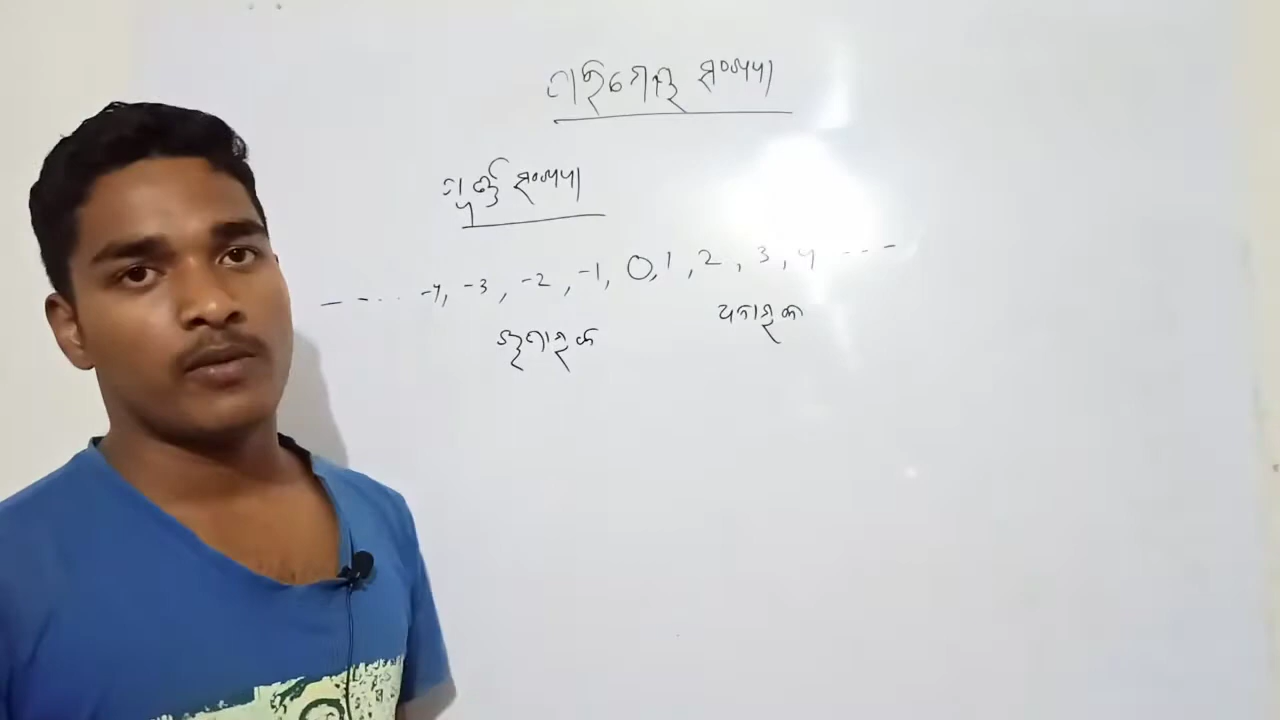 ପରିମେୟ ସଂଖ୍ୟା
ପୂର୍ଣ୍ଣ ସଂଖ୍ୟା
-- - . . . -4, -3, -2, -1, 0, 1, 2, 3, 4 ---
ଋଣାତ୍ମକ ଧନାତ୍ମକ